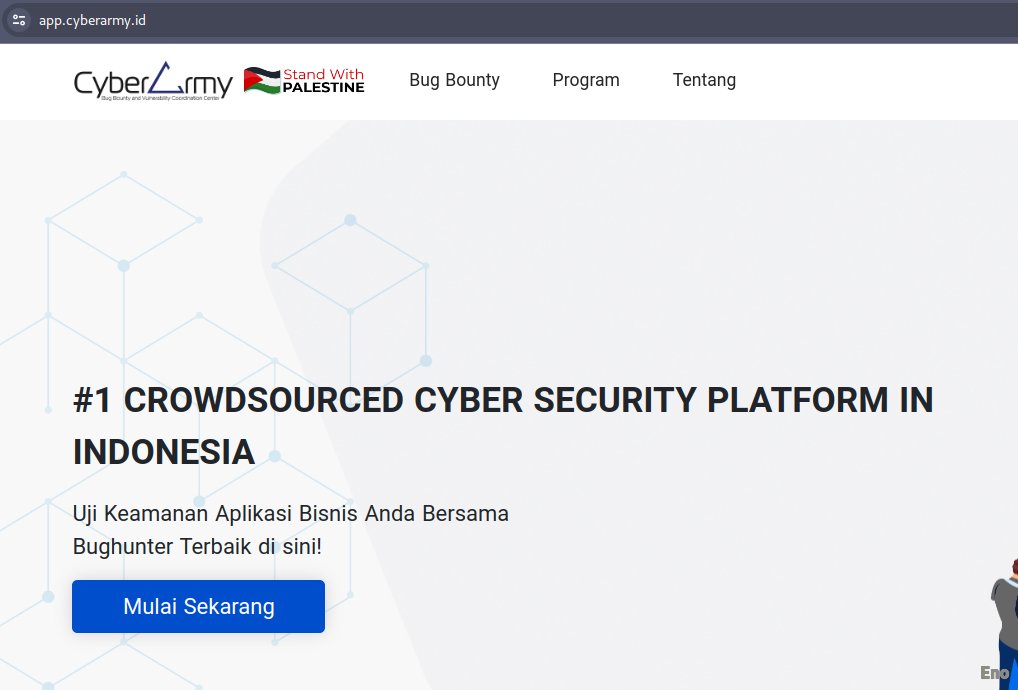 app.cyberarmy.id
CyberArmy
Bug Bounty and Vulnerability Coordination Center
Stand With
PALESTINE
Bug Bounty
Program
Tentang
#1 CROWDSOURCED CYBER SECURITY PLATFORM IN
INDONESIA
Uji Keamanan Aplikasi Bisnis Anda Bersama
Bughunter Terbaik di sini!
Mulai Sekarang
Eno